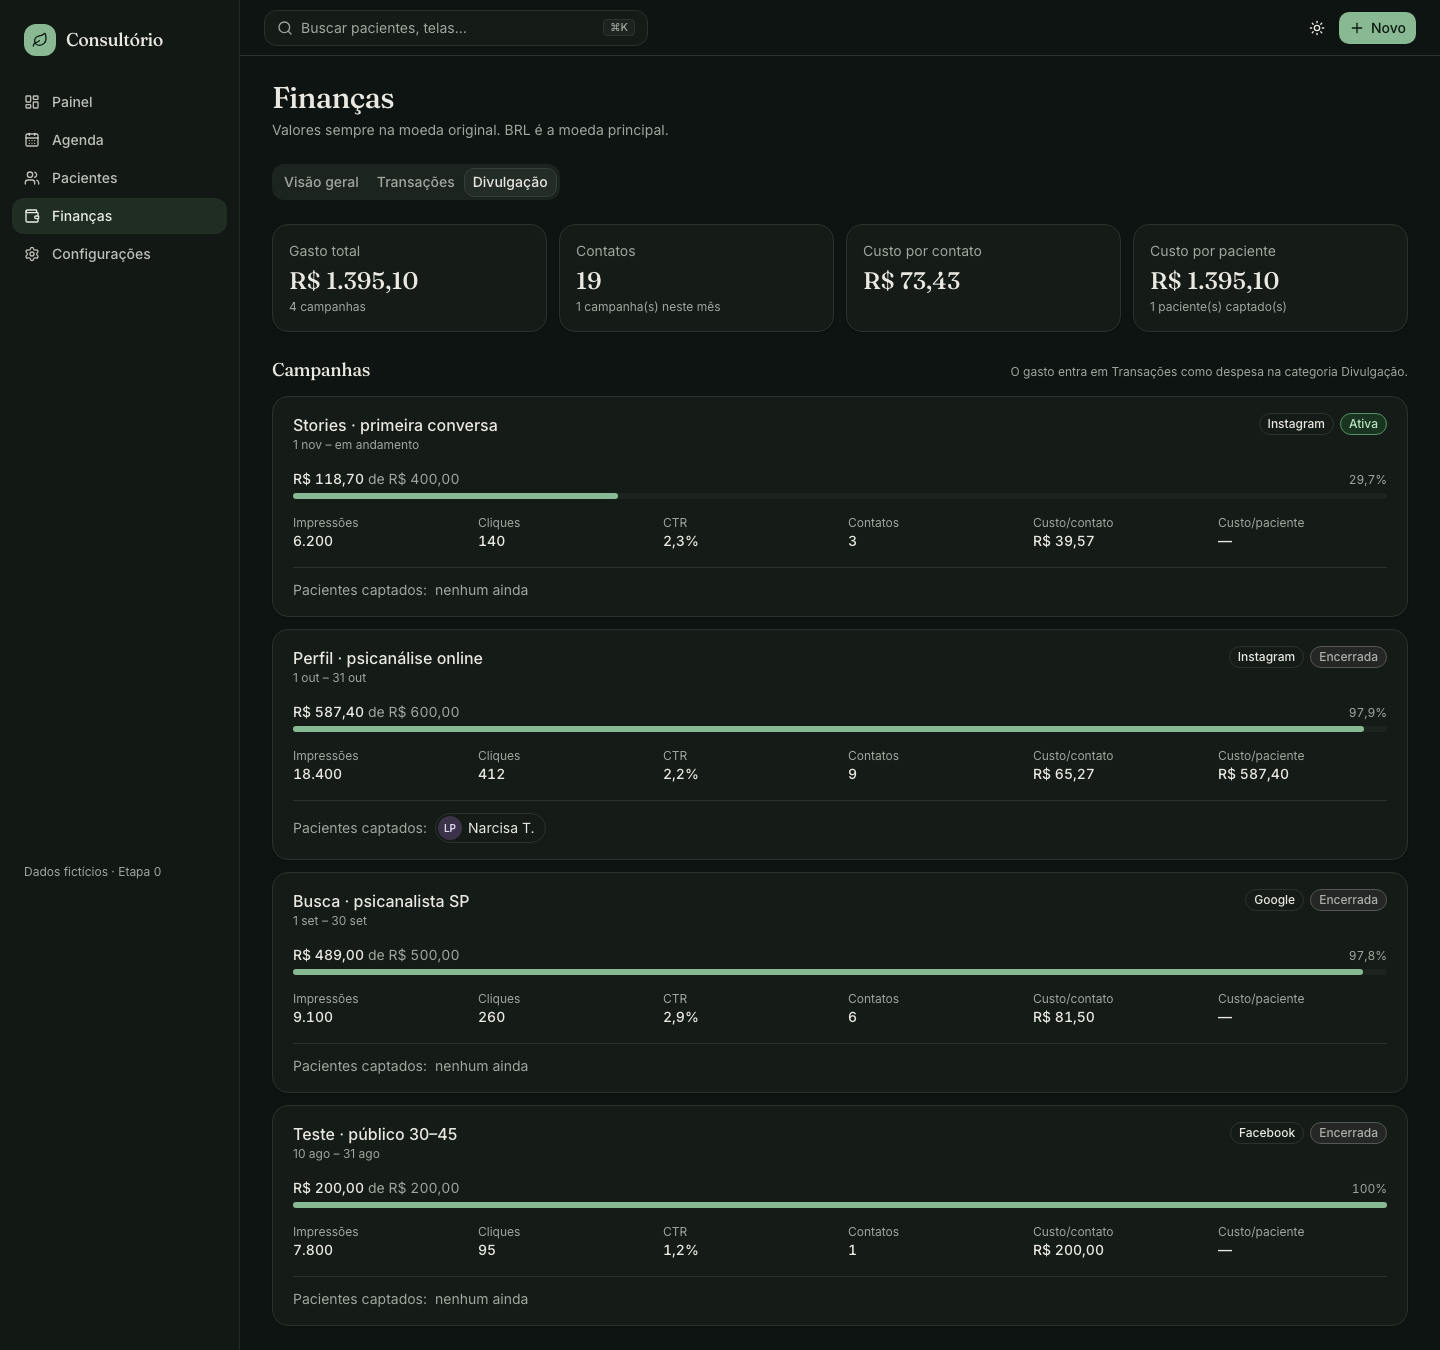 Consultório
Buscar pacientes, telas...
⌘K
Novo
Painel
Agenda
Pacientes
Finanças
Configurações
Dados fictícios · Etapa 0
Finanças
Valores sempre na moeda original. BRL é a moeda principal.
Visão geral
Transações
Divulgação
Gasto total
R$ 1.395,10
4 campanhas
Contatos
19
1 campanha(s) neste mês
Custo por contato
R$ 73,43
Custo por paciente
R$ 1.395,10
1 paciente(s) captado(s)
Campanhas
O gasto entra em Transações como despesa na categoria Divulgação.
Stories · primeira conversa
Instagram
Ativa
1 nov – em andamento
R$ 118,70 de R$ 400,00
29,7%
Impressões
Cliques
CTR
Contatos
Custo/contato
Custo/paciente
6.200
140
2,3%
3
R$ 39,57
—
Pacientes captados: nenhum ainda
Perfil · psicanálise online
Instagram
Encerrada
1 out – 31 out
R$ 587,40 de R$ 600,00
97,9%
Impressões
Cliques
CTR
Contatos
Custo/contato
Custo/paciente
18.400
412
2,2%
9
R$ 65,27
R$ 587,40
Pacientes captados: LP Narcisa T.
Busca · psicanalista SP
Google
Encerrada
1 set – 30 set
R$ 489,00 de R$ 500,00
97,8%
Impressões
Cliques
CTR
Contatos
Custo/contato
Custo/paciente
9.100
260
2,9%
6
R$ 81,50
—
Pacientes captados: nenhum ainda
Teste · público 30–45
Facebook
Encerrada
10 ago – 31 ago
R$ 200,00 de R$ 200,00
100%
Impressões
Cliques
CTR
Contatos
Custo/contato
Custo/paciente
7.800
95
1,2%
1
R$ 200,00
—
Pacientes captados: nenhum ainda